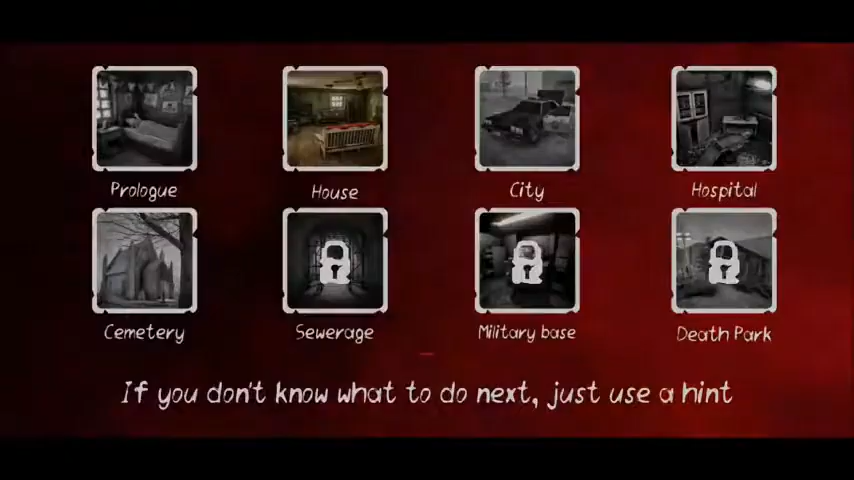 Prologue
House
City
Hospital
Cemetery
Sewerage
Military base
Death Park
If you don't know what to do next, just use a hint